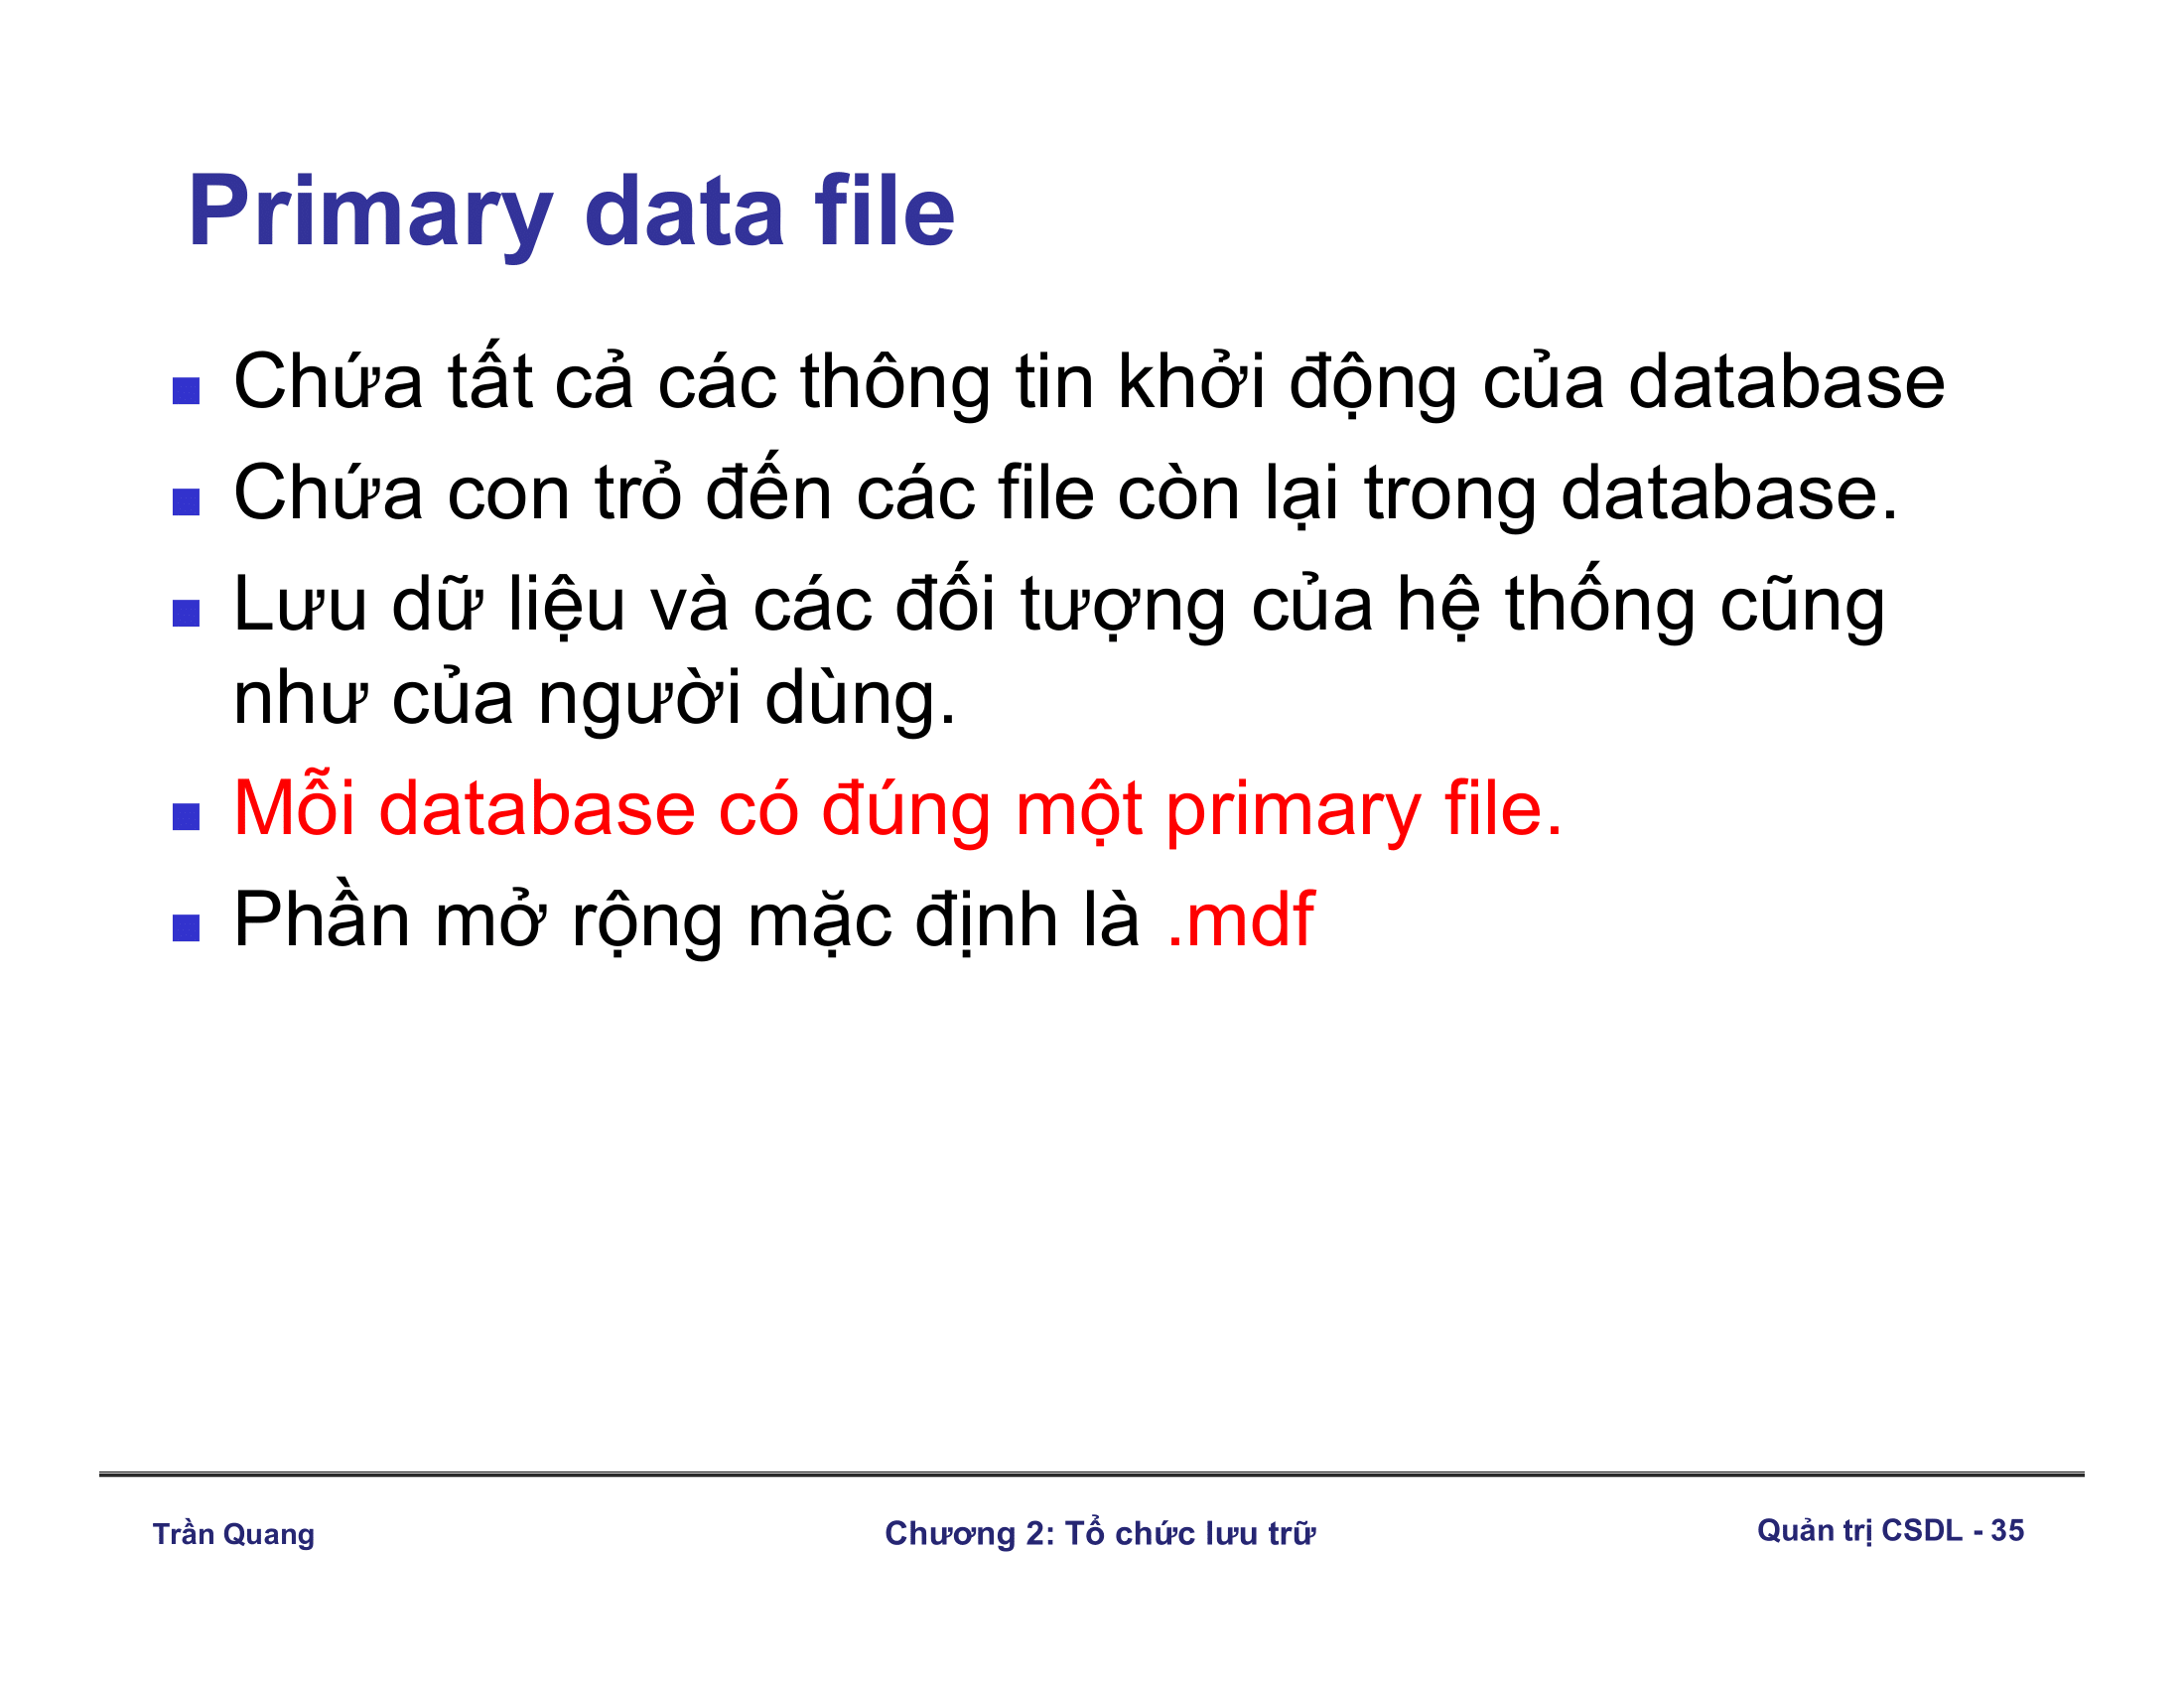 Primary data file
Chứa tất cả các thông tin khởi động của database
Chứa con trỏ đến các file còn lại trong database.
Lưu dữ liệu và các đối tượng của hệ thống cũng
như của người dùng.
Mỗi database có đúng một primary file.
Phần mở rộng mặc định là .mdf
Trần Quang
Chương 2: Tổ chức lưu trữ
Quản trị CSDL - 35